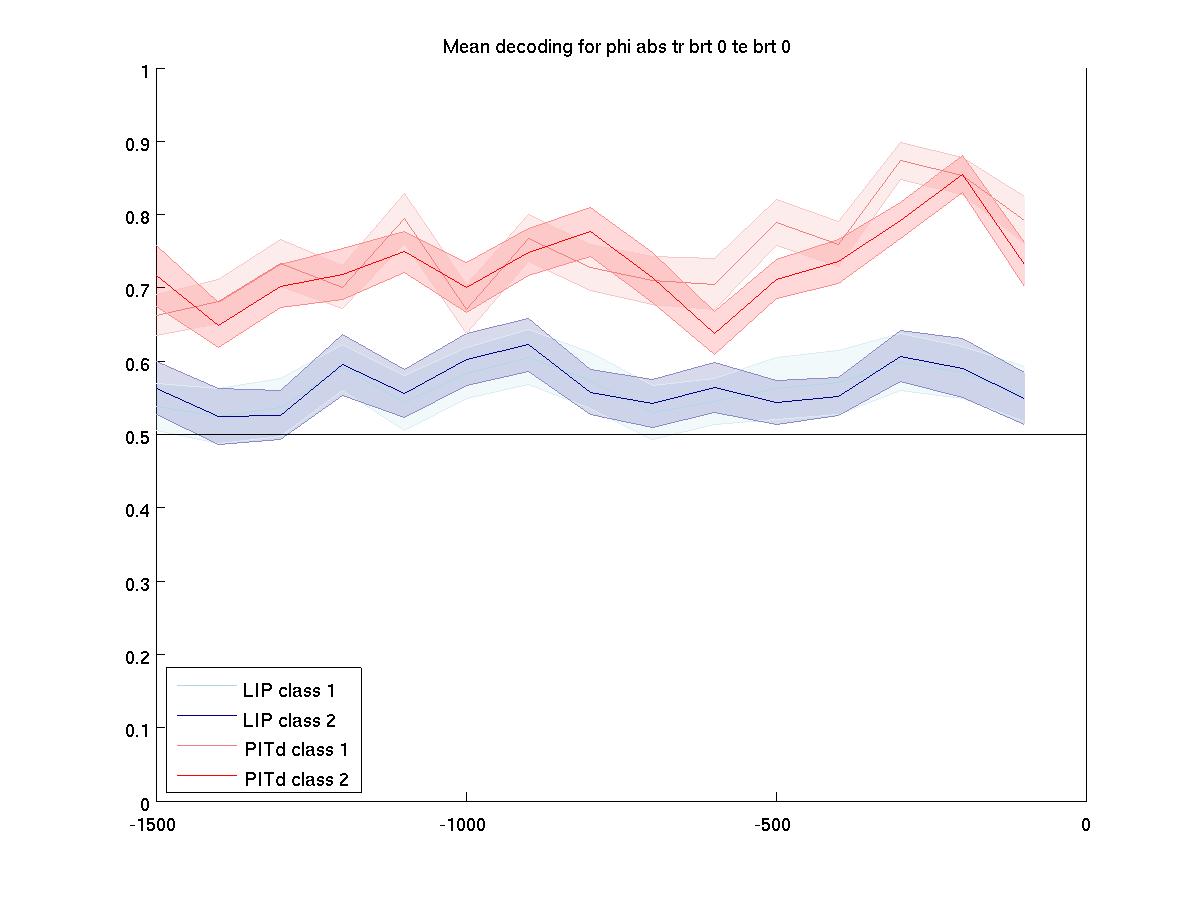 Mean decoding for phi abs tr brt 0 te brt 0
1
0.9
0.8
0.7
0.6
0.5
0.4
0.3
0.2
0.1
0
LIP class 1
LIP class 2
PITd class 1
PITd class 2
-1500 -1000 -500 0